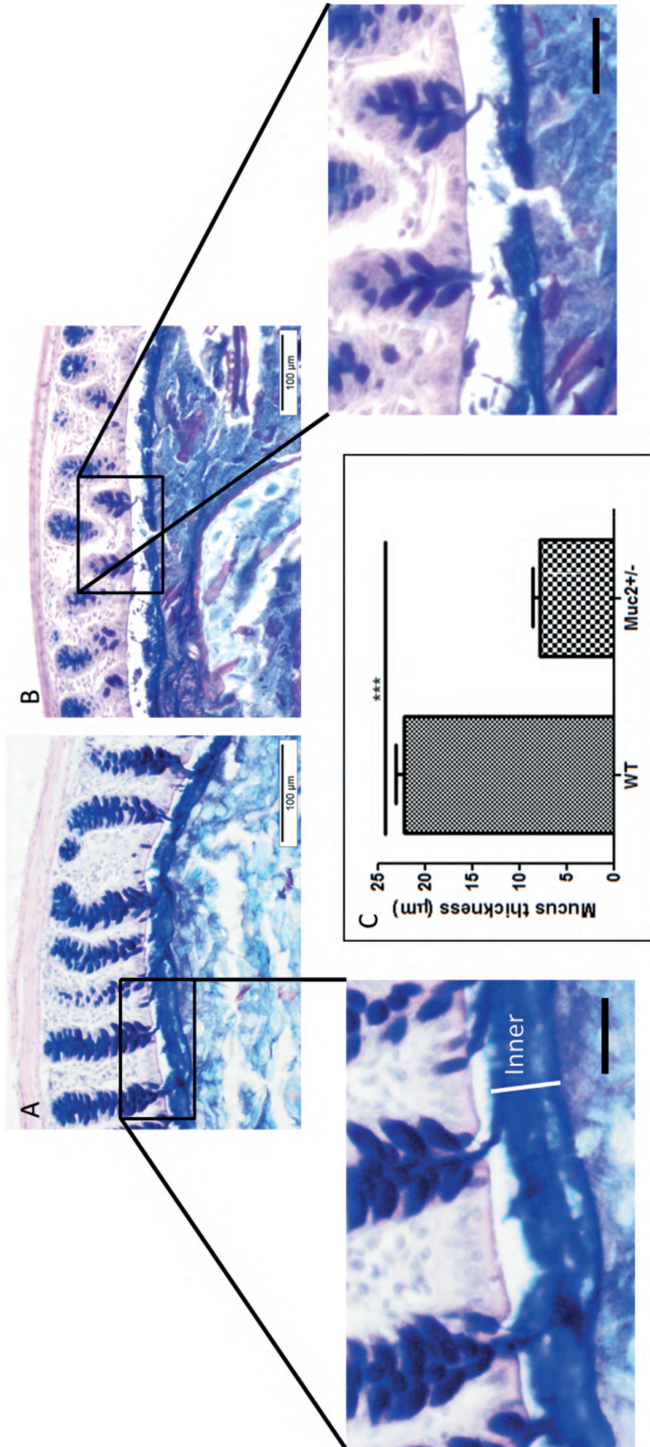 A
100 µm
B
100 µm
Inner
C
***
Mucus thickness (µm)
25
20
15
10
5
0
WT
Muc2+/-